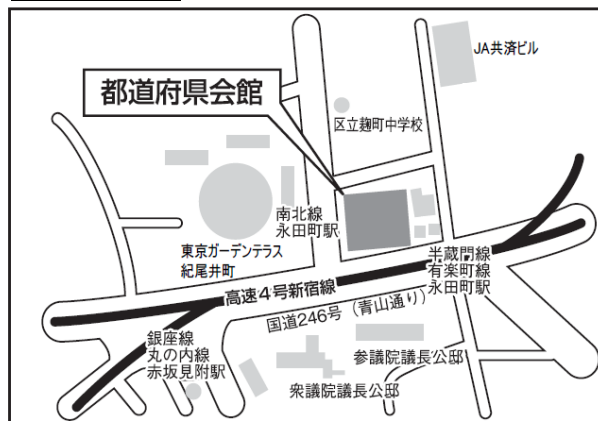 JA共済ビル
都道府県会館
区立麹町中学校
南北線
永田町駅
東京ガーデンテラス
紀尾井町
半蔵門線
有楽町線
永田町駅
高速4号新宿線
国道246号（青山通り）
銀座線
丸の内線
赤坂見附駅
参議院議長公邸
衆議院議長公邸